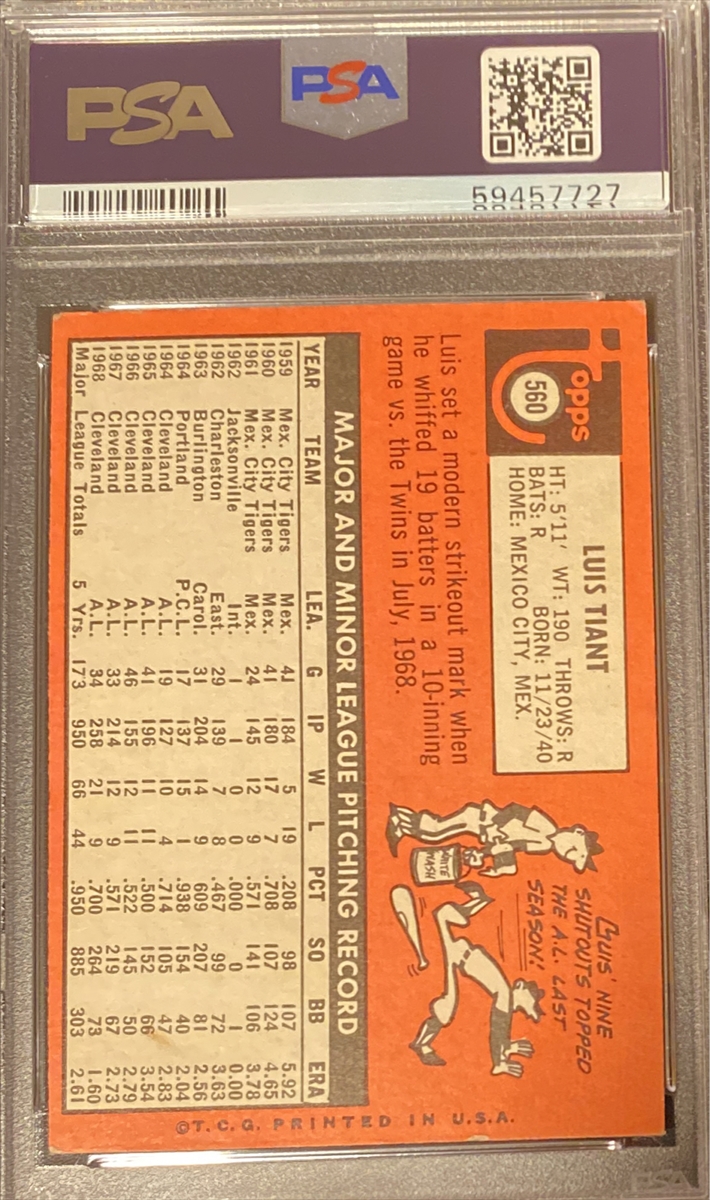 PSA
PSA
59457727
Topps
560
LUIS TIANT
HT: 5'11' WT: 190 THROWS: R
BATS: R BORN: 11/23/40
HOME: MEXICO CITY, MEX.
Luis set a modern strikeout mark when
he whiffed 19 batters in a 10-inning
game vs. the Twins in July, 1968.
LUIS' NINE
SHUTOUTS TOPPED
THE A.L. LAST
SEASON!
WHITE
WASH
MAJOR AND MINOR LEAGUE PITCHING RECORD
YEAR TEAM LEA. G IP W L PCT SO BB ERA
1959 Mex. City Tigers Mex. 41 184 5 19 .208 98 107 5.92
1960 Mex. City Tigers Mex. 41 180 17 7 .708 107 124 4.65
1961 Mex. City Tigers Mex. 24 145 12 9 .571 141 106 3.78
1962 Jacksonville Int. 1 1 0 0 .000 0 1 0.00
1962 Charleston East. 29 139 7 8 .467 99 72 3.63
1963 Burlington Carol. 31 204 14 9 .609 207 81 2.56
1964 Portland P.C.L. 17 137 15 1 .938 154 40 2.04
1964 Cleveland A.L. 19 127 10 4 .714 105 47 2.83
1965 Cleveland A.L. 41 196 11 11 .500 152 66 3.54
1966 Cleveland A.L. 46 155 12 11 .522 145 50 2.79
1967 Cleveland A.L. 33 214 12 9 .571 219 67 2.73
1968 Cleveland A.L. 34 258 21 9 .700 264 73 1.60
Major League Totals 5 Yrs. 173 950 66 44 .950 885 303 2.61
©T.C.G. PRINTED IN U.S.A.
PSA